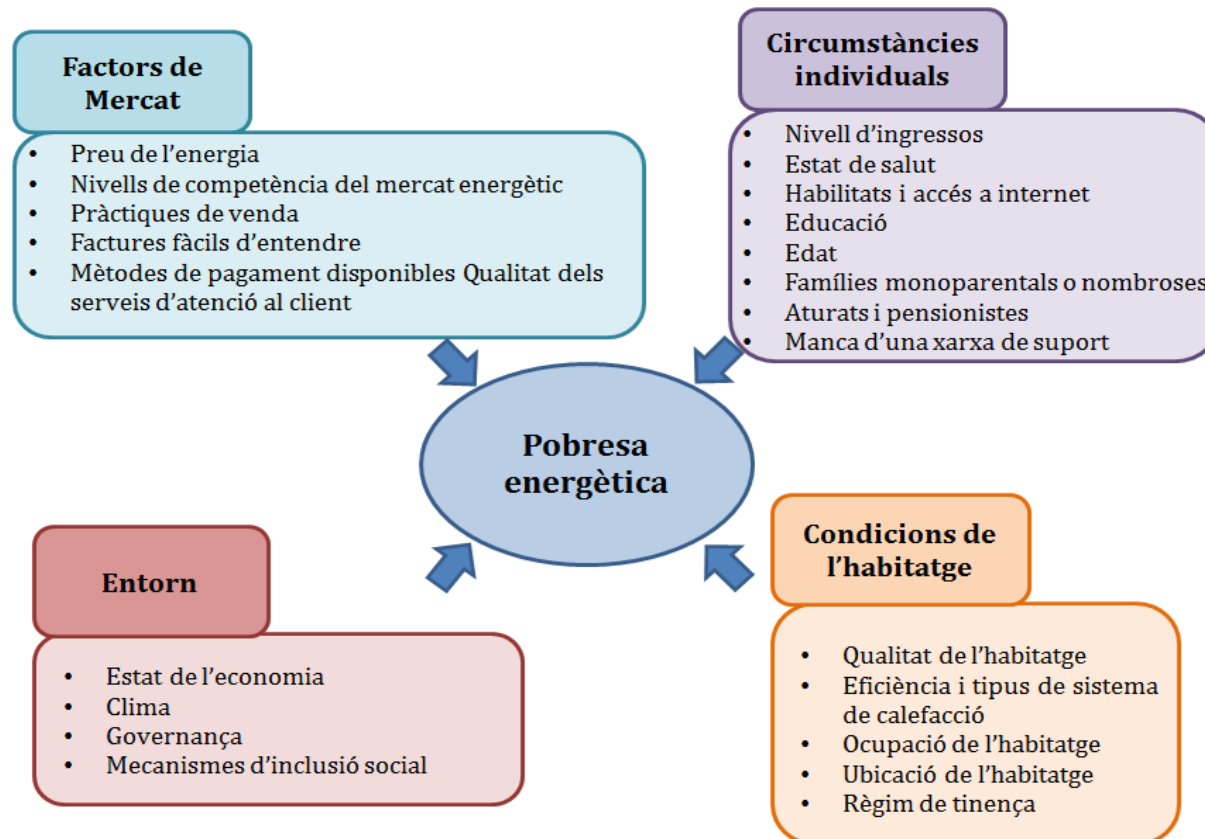 Factors de
Mercat
• Preu de l’energia
• Nivells de competència del mercat energètic
• Pràctiques de venda
• Factures fàcils d’entendre
• Mètodes de pagament disponibles Qualitat dels
serveis d’atenció al client
Circumstàncies
individuals
• Nivell d’ingressos
• Estat de salut
• Habilitats i accés a internet
• Educació
• Edat
• Famílies monoparentals o nombroses
• Aturats i pensionistes
• Manca d’una xarxa de suport
Pobresa
energètica
Entorn
• Estat de l’economia
• Clima
• Governança
• Mecanismes d’inclusió social
Condicions de
l’habitatge
• Qualitat de l’habitatge
• Eficiència i tipus de sistema
de calefacció
• Ocupació de l’habitatge
• Ubicació de l’habitatge
• Règim de tinença